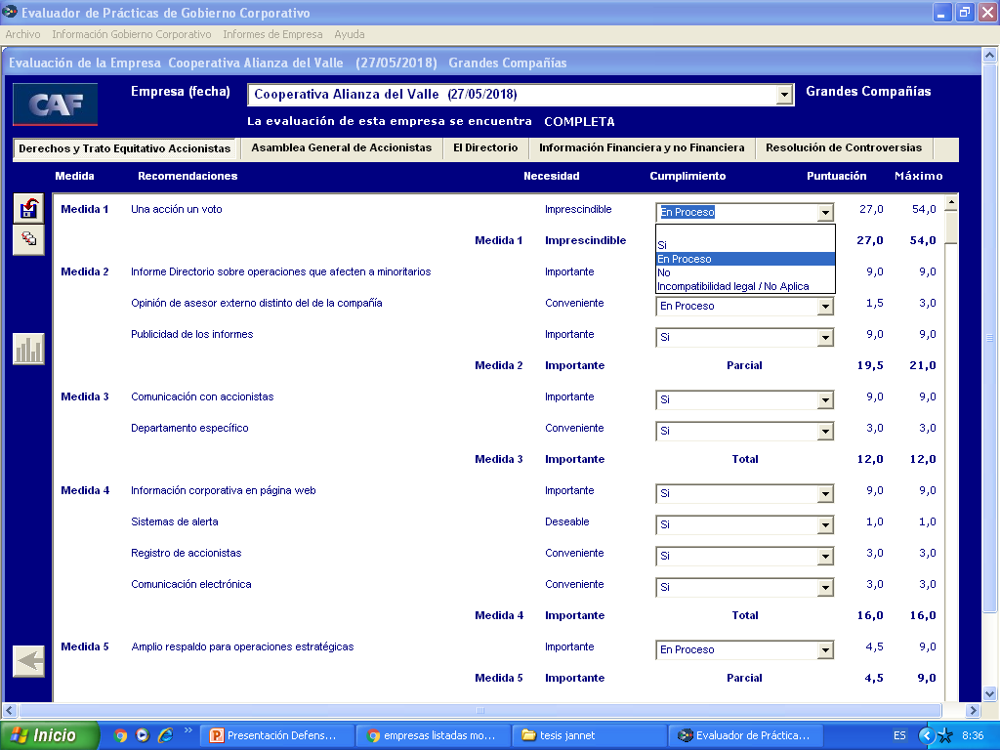 Evaluador de Prácticas de Gobierno Corporativo
Archivo Información Gobierno Corporativo Informes de Empresa Ayuda
Evaluación de la Empresa Cooperativa Alianza del Valle (27/05/2018) Grandes Compañías
CAF Empresa (fecha) Cooperativa Alianza del Valle (27/05/2018) Grandes Compañías
La evaluación de esta empresa se encuentra COMPLETA
Derechos y Trato Equitativo Accionistas Asamblea General de Accionistas El Directorio Información Financiera y no Financiera Resolución de Controversias
Medida Recomendaciones Necesidad Cumplimiento Puntuación Máximo
Medida 1 Una acción un voto Imprescindible En Proceso 27,0 54,0
Medida 1 Imprescindible 27,0 54,0
Si
En Proceso
No
Incompatibilidad legal / No Aplica
Medida 2 Informe Directorio sobre operaciones que afecten a minoritarios Importante 9,0 9,0
Opinión de asesor externo distinto del de la compañía Conveniente En Proceso 1,5 3,0
Publicidad de los informes Importante Si 9,0 9,0
Medida 2 Importante Parcial 19,5 21,0
Medida 3 Comunicación con accionistas Importante Si 9,0 9,0
Departamento específico Conveniente Si 3,0 3,0
Medida 3 Importante Total 12,0 12,0
Medida 4 Información corporativa en página web Importante Si 9,0 9,0
Sistemas de alerta Deseable Si 1,0 1,0
Registro de accionistas Conveniente Si 3,0 3,0
Comunicación electrónica Conveniente Si 3,0 3,0
Medida 4 Importante Total 16,0 16,0
Medida 5 Amplio respaldo para operaciones estratégicas Importante En Proceso 4,5 9,0
Medida 5 Importante Parcial 4,5 9,0
Inicio Presentación Defens... empresas listadas mo... tesis jannet Evaluador de Práctica... ES 8:36